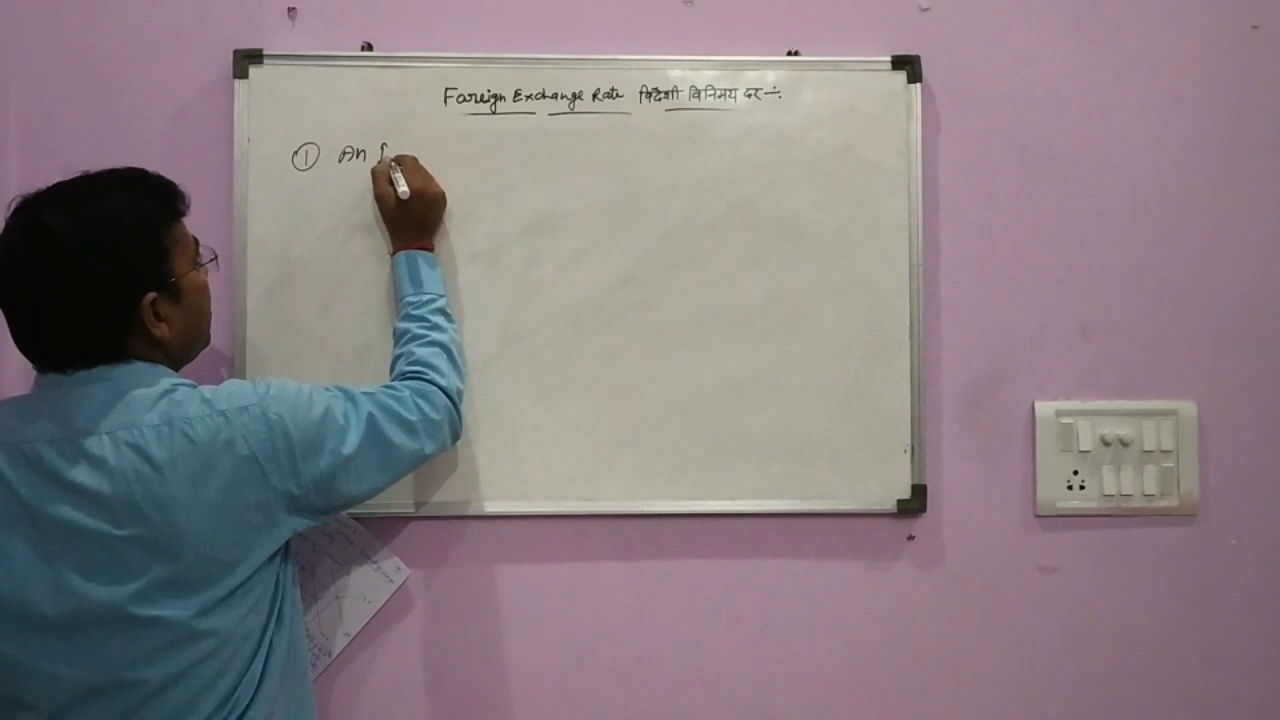 Foreign Exchange Rate विदेशी विनिमय दर ÷
① An